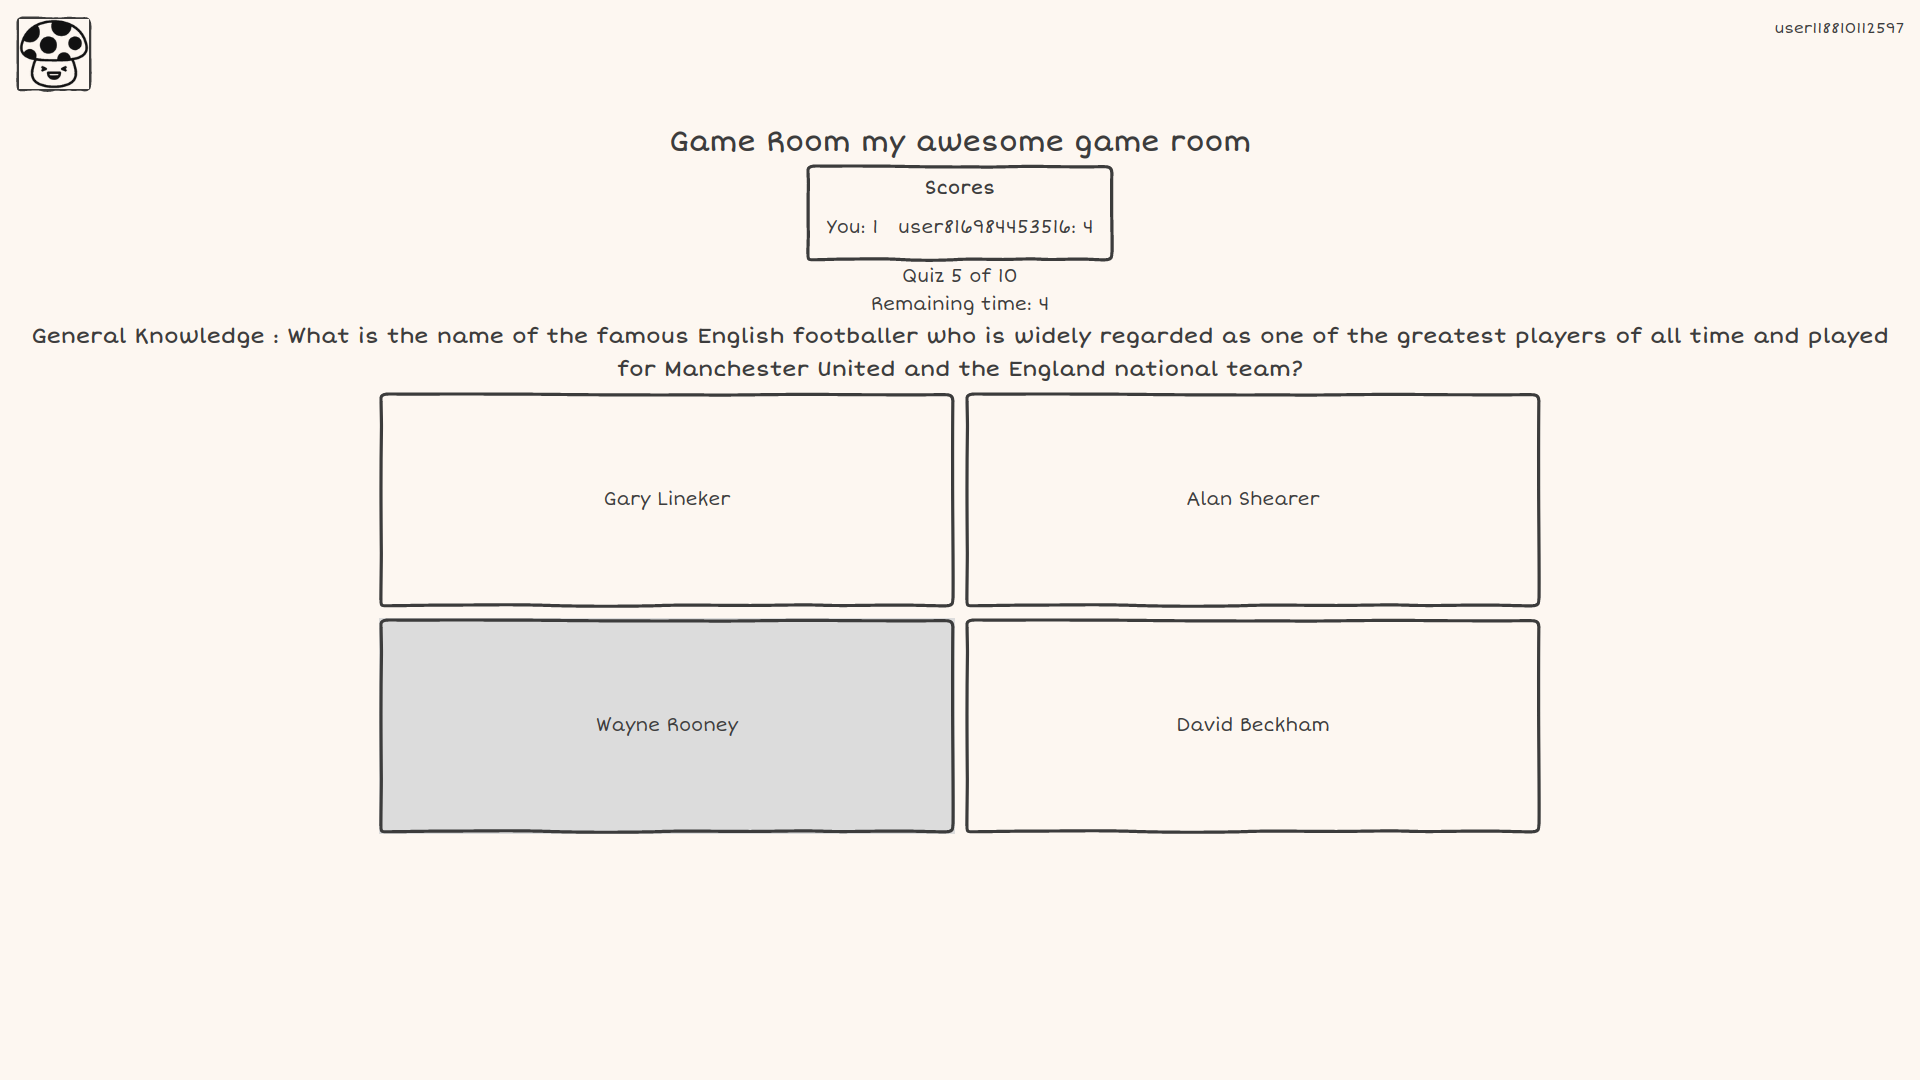 user118810112597
Game Room my awesome game room
Scores
You: 1 user816984453516: 4
Quiz 5 of 10
Remaining time: 4
General Knowledge : What is the name of the famous English footballer who is widely regarded as one of the greatest players of all time and played
for Manchester United and the England national team?
Gary Lineker
Alan Shearer
Wayne Rooney
David Beckham